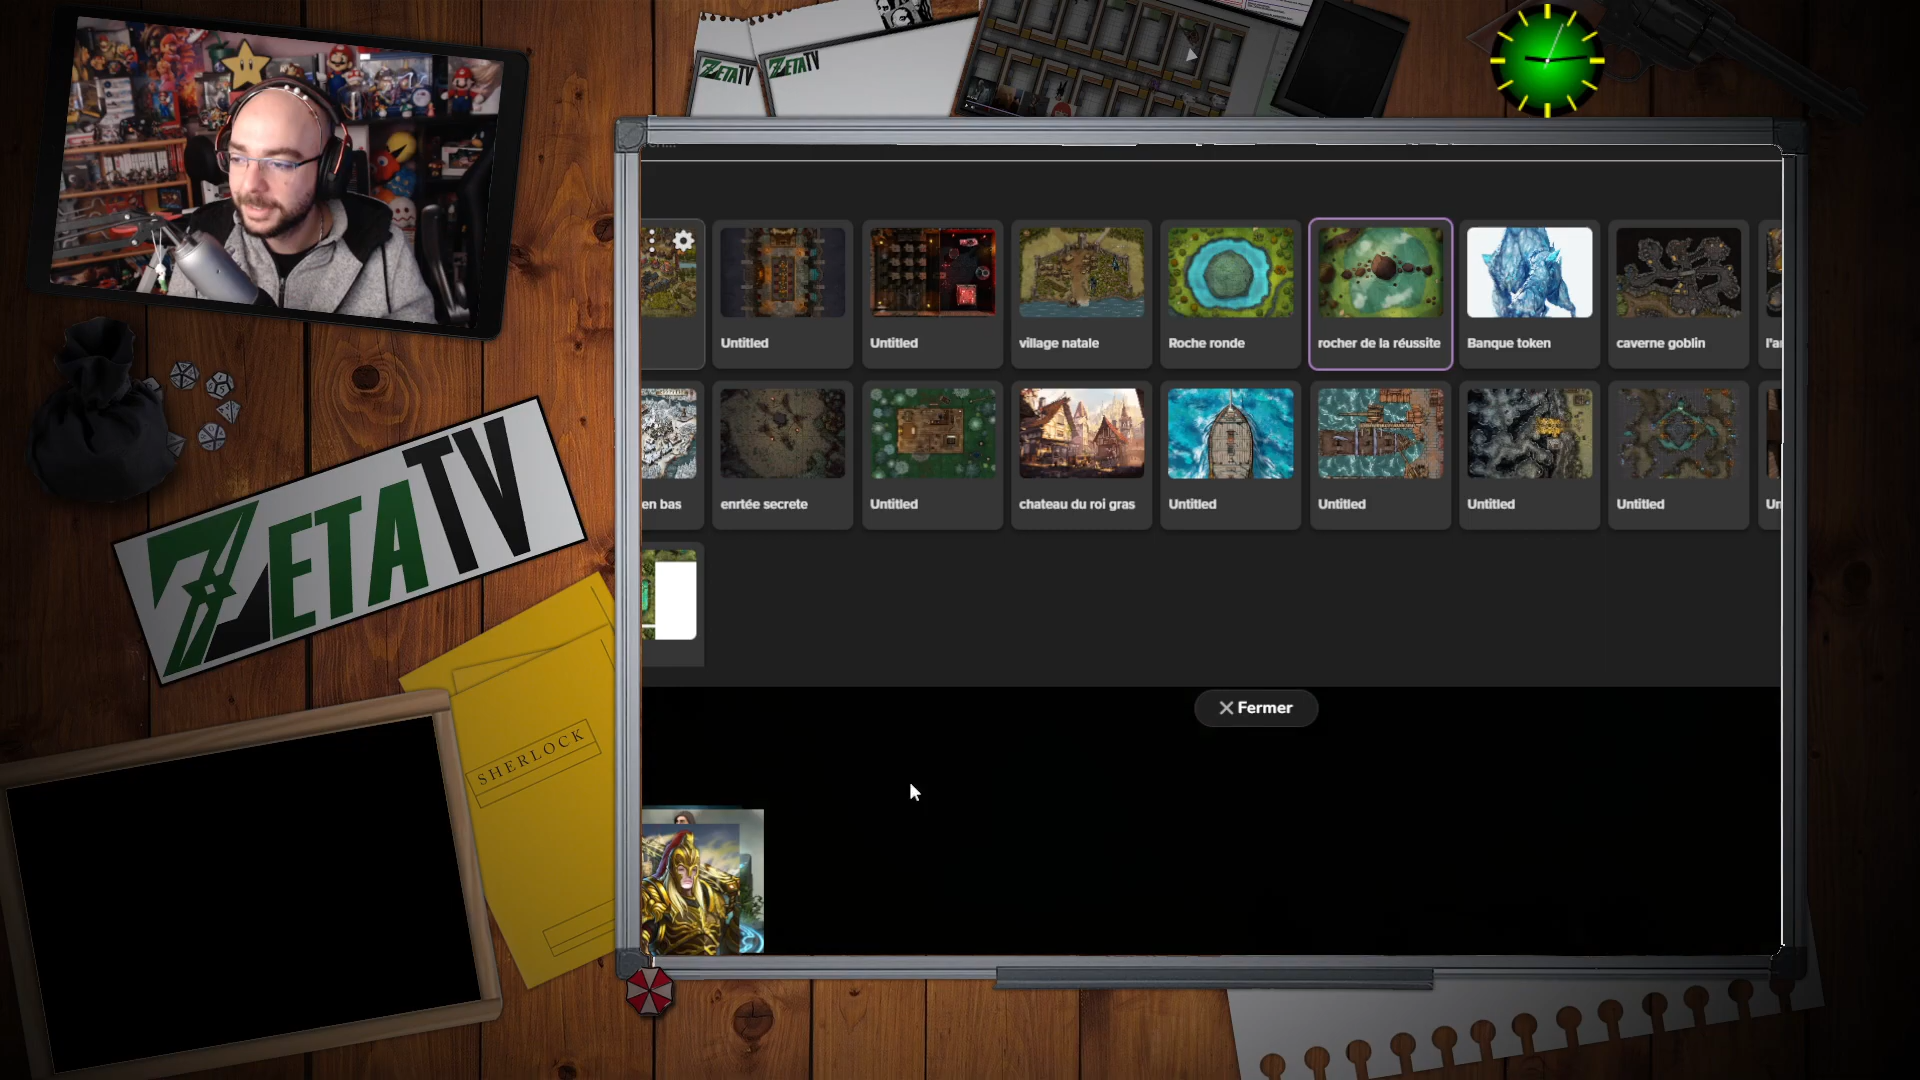 ZETATV
ZETATV
Untitled
Untitled
village natale
Roche ronde
rocher de la réussite
Banque token
caverne goblin
l'a
en bas
enrtée secrete
Untitled
chateau du roi gras
Untitled
Untitled
Untitled
Untitled
Un
ZETATV
Fermer
SHERLOCK